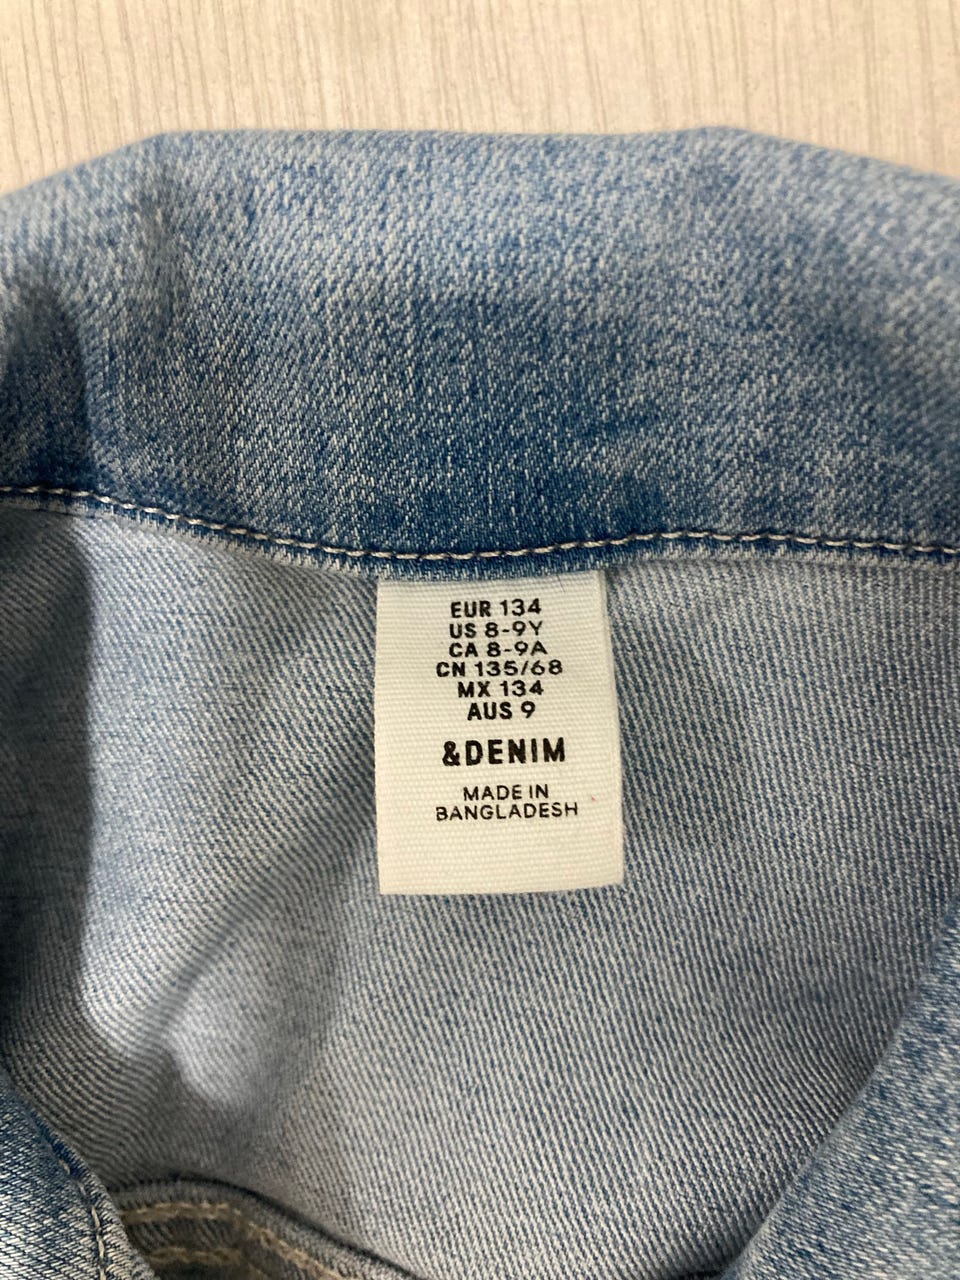 EUR 134
US 8-9Y
CA 8-9A
CN 135/68
MX 134
AUS 9
&DENIM
MADE IN
BANGLADESH